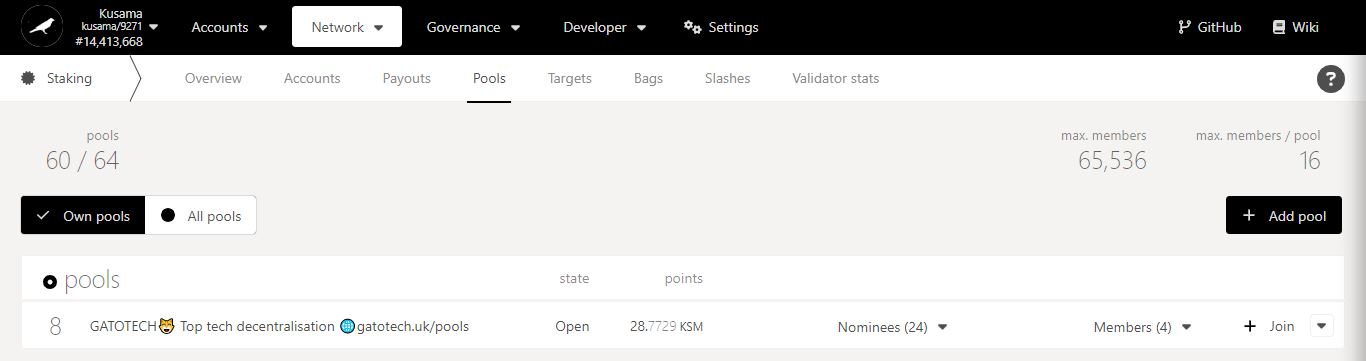 Kusama
kusama/9271
#14,413,668
Accounts
Network
Governance
Developer
Settings
GitHub
Wiki
Staking
Overview
Accounts
Payouts
Pools
Targets
Bags
Slashes
Validator stats
?
pools
60 / 64
max. members
65,536
max. members / pool
16
Own pools
All pools
+ Add pool
pools state points
8 GATOTECH😸 Top tech decentralisation 🌐gatotech.uk/pools Open 28.7729 KSM Nominees (24) Members (4) + Join